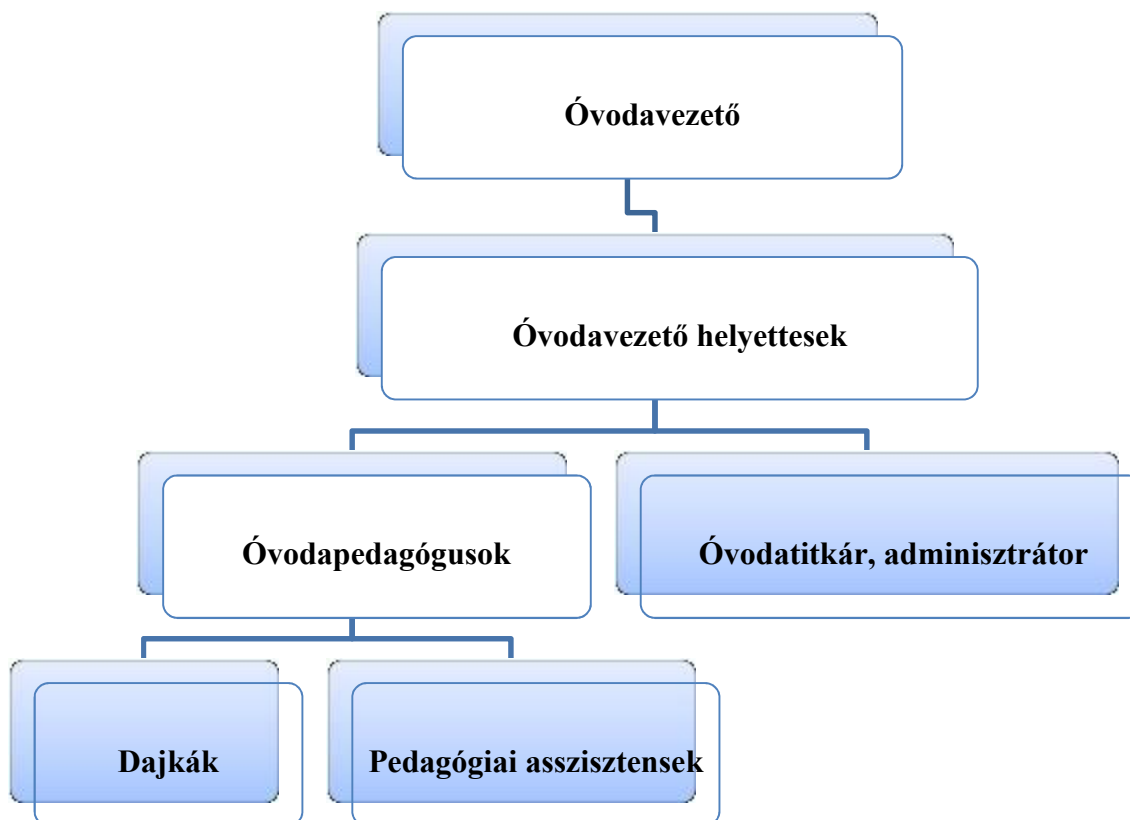 Óvodavezető
Óvodavezető helyettesek
Óvodapedagógusok
Óvodatitkár, adminisztrátor
Dajkák
Pedagógiai asszisztensek